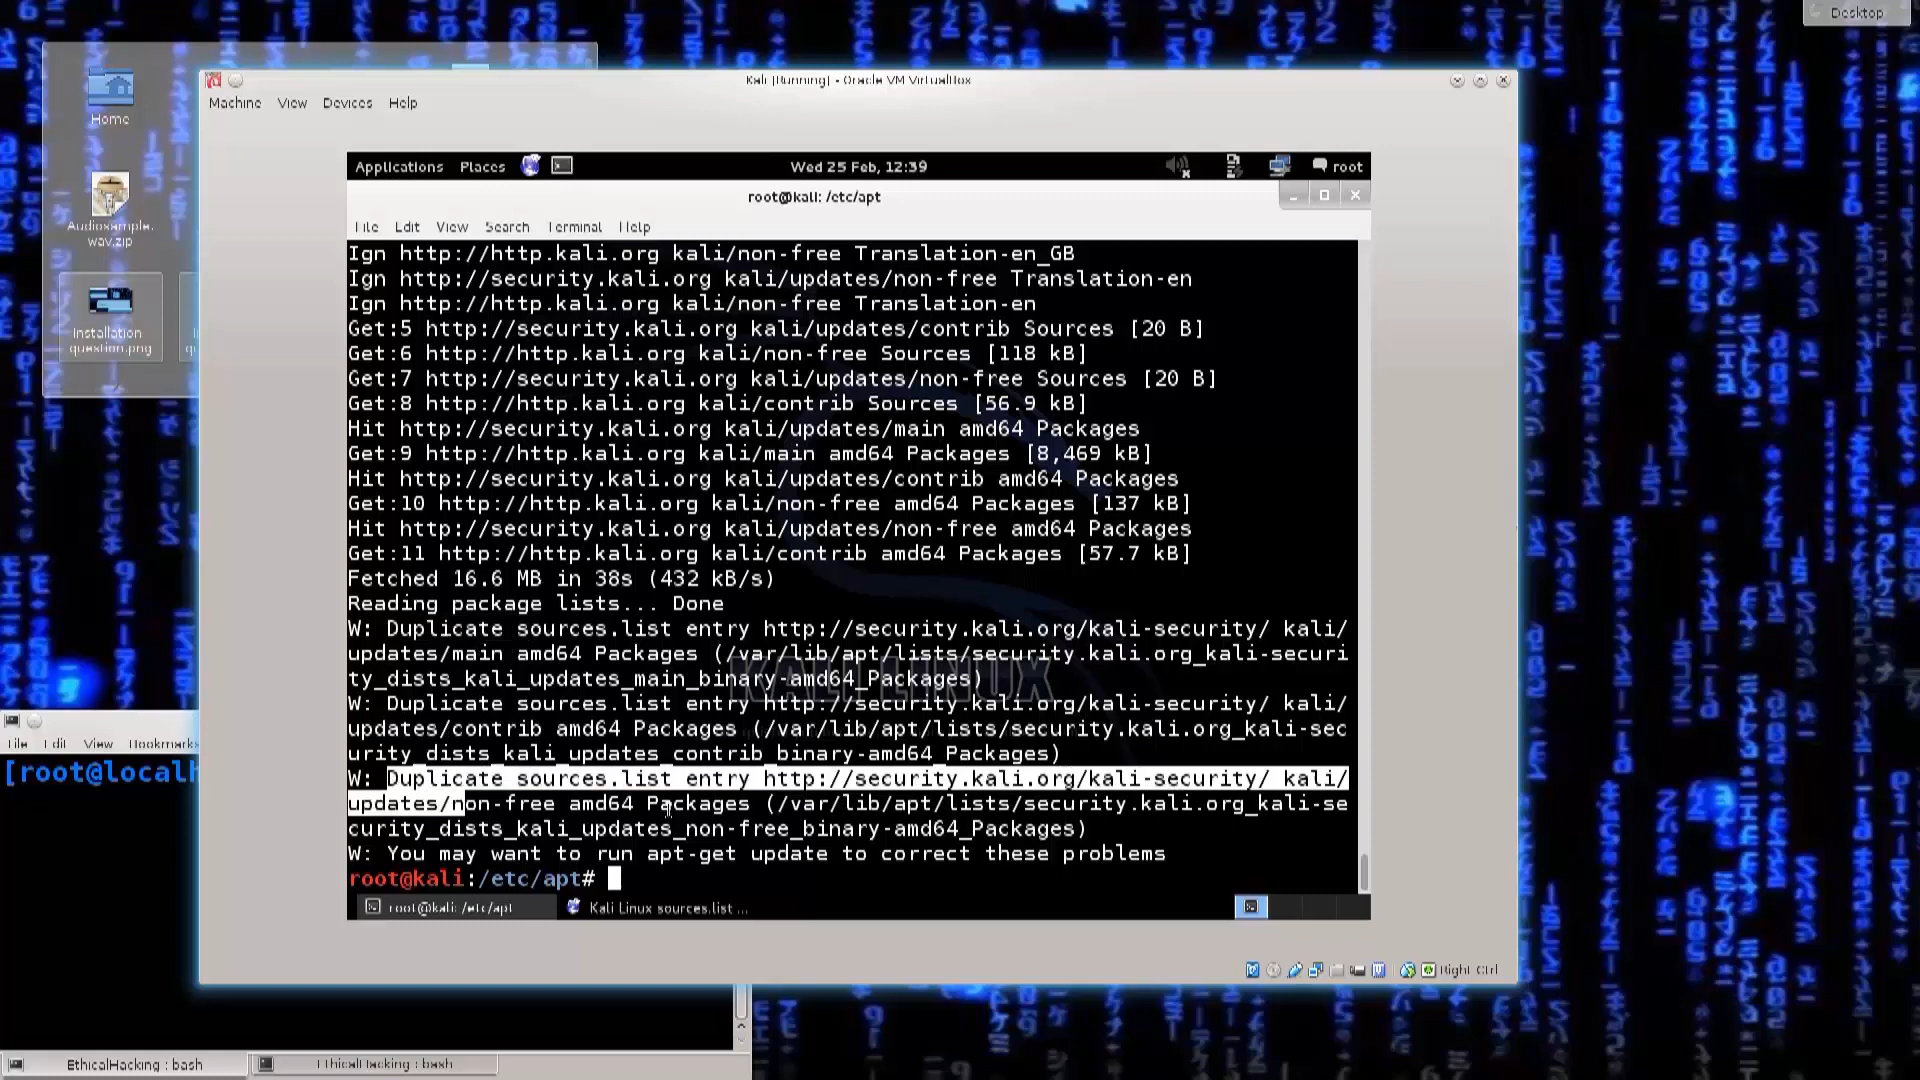 Desktop
Kali [Running] - Oracle VM VirtualBox
Machine View Devices Help
Home
Audiosample.
wav.zip
Installation
question.png
Applications Places Wed 25 Feb, 12:39 root
root@kali: /etc/apt
File Edit View Search Terminal Help
Ign http://http.kali.org kali/non-free Translation-en_GB
Ign http://security.kali.org kali/updates/non-free Translation-en
Ign http://http.kali.org kali/non-free Translation-en
Get:5 http://security.kali.org kali/updates/contrib Sources [20 B]
Get:6 http://http.kali.org kali/non-free Sources [118 kB]
Get:7 http://security.kali.org kali/updates/non-free Sources [20 B]
Get:8 http://http.kali.org kali/contrib Sources [56.9 kB]
Hit http://security.kali.org kali/updates/main amd64 Packages
Get:9 http://http.kali.org kali/main amd64 Packages [8,469 kB]
Hit http://security.kali.org kali/updates/contrib amd64 Packages
Get:10 http://http.kali.org kali/non-free amd64 Packages [137 kB]
Hit http://security.kali.org kali/updates/non-free amd64 Packages
Get:11 http://http.kali.org kali/contrib amd64 Packages [57.7 kB]
Fetched 16.6 MB in 38s (432 kB/s)
Reading package lists... Done
W: Duplicate sources.list entry http://security.kali.org/kali-security/ kali/
updates/main amd64 Packages (/var/lib/apt/lists/security.kali.org_kali-securi
ty_dists_kali_updates_main_binary-amd64_Packages)
W: Duplicate sources.list entry http://security.kali.org/kali-security/ kali/
updates/contrib amd64 Packages (/var/lib/apt/lists/security.kali.org_kali-sec
urity_dists_kali_updates_contrib_binary-amd64_Packages)
W: Duplicate sources.list entry http://security.kali.org/kali-security/ kali/
updates/non-free amd64 Packages (/var/lib/apt/lists/security.kali.org_kali-se
curity_dists_kali_updates_non-free_binary-amd64_Packages)
W: You may want to run apt-get update to correct these problems
root@kali:/etc/apt#
KALI LINUX
root@kali: /etc/apt Kali Linux sources.list ...
Right Ctrl
File Edit View Bookmarks
[root@localh
EthicalHacking : bash EthicalHacking : bash